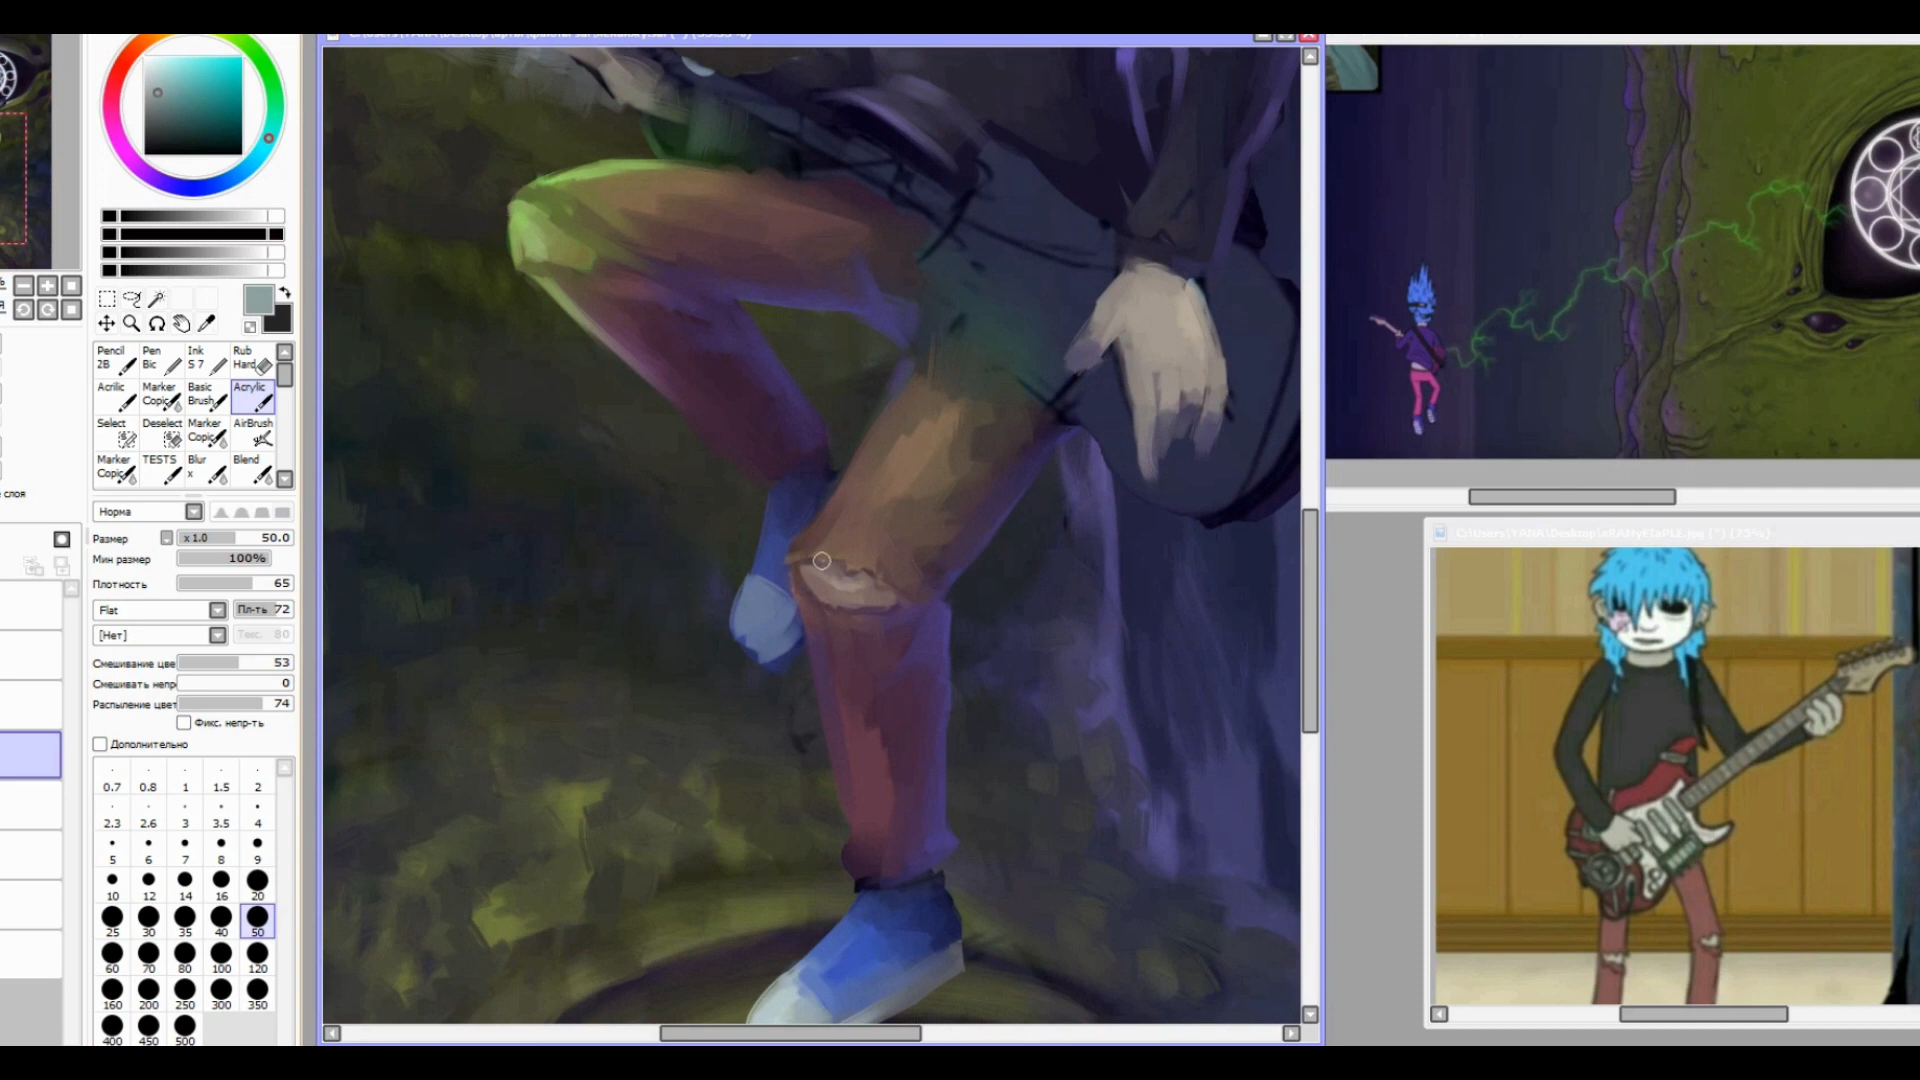 Pencil 2B
Pen Bic
Ink S 7
Rub Hard
Acrilic
Marker Copic
Basic Brush
Acrylic
Select
Deselect
Marker Copic
AirBrush
Marker Copic
TESTS
Blur x
Blend
е слоя
Норма
Размер x 1.0 50.0
Мин размер 100%
Плотность 65
Flat Пл-ть 72
[Нет] Текс. 80
Смешивание цве 53
Смешивать непр 0
Распыление цвет 74
Фикс. непр-ть
Дополнительно
0.7 0.8 1 1.5 2
2.3 2.6 3 3.5 4
5 6 7 8 9
10 12 14 16 20
25 30 35 40 50
60 70 80 100 120
160 200 250 300 350
400 450 500